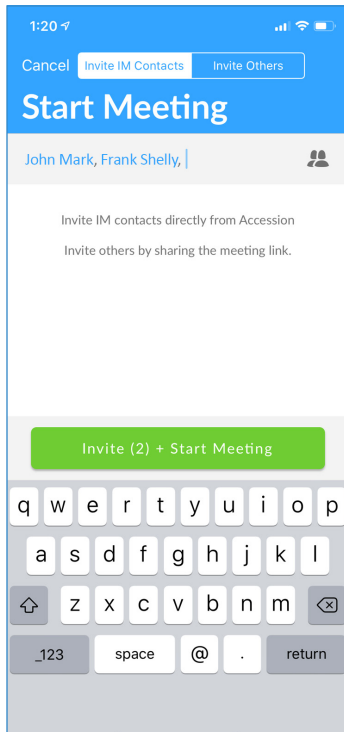 1:20
Cancel Invite IM Contacts Invite Others
Start Meeting
John Mark, Frank Shelly,
Invite IM contacts directly from Accession
Invite others by sharing the meeting link.
Invite (2) + Start Meeting
q w e r t y u i o p
a s d f g h j k l
z x c v b n m
_123 space @ . return